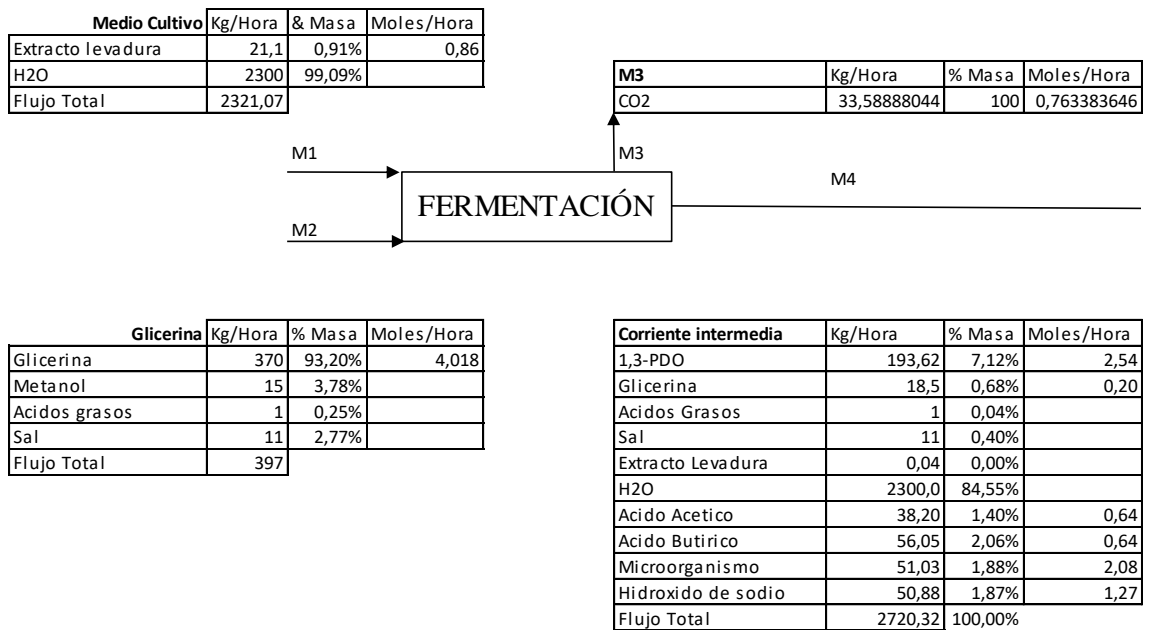 Medio Cultivo Kg/Hora & Masa Moles/Hora
Extracto levadura 21,1 0,91% 0,86
H2O 2300 99,09%
Flujo Total 2321,07
M3 Kg/Hora % Masa Moles/Hora
CO2 33,58888044 100 0,763383646
M1
M3
M4
FERMENTACIÓN
M2
Glicerina Kg/Hora % Masa Moles/Hora
Glicerina 370 93,20% 4,018
Metanol 15 3,78%
Acidos grasos 1 0,25%
Sal 11 2,77%
Flujo Total 397
Corriente intermedia Kg/Hora % Masa Moles/Hora
1,3-PDO 193,62 7,12% 2,54
Glicerina 18,5 0,68% 0,20
Acidos Grasos 1 0,04%
Sal 11 0,40%
Extracto Levadura 0,04 0,00%
H2O 2300,0 84,55%
Acido Acetico 38,20 1,40% 0,64
Acido Butirico 56,05 2,06% 0,64
Microorganismo 51,03 1,88% 2,08
Hidroxido de sodio 50,88 1,87% 1,27
Flujo Total 2720,32 100,00%